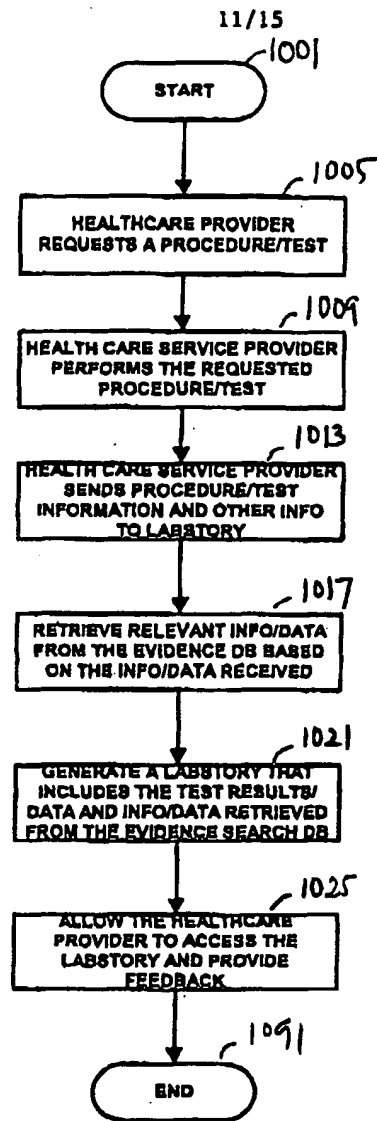 11/15
1001
START
1005
HEALTHCARE PROVIDER
REQUESTS A PROCEDURE/TEST
1009
HEALTH CARE SERVICE PROVIDER
PERFORMS THE REQUESTED
PROCEDURE/TEST
1013
HEALTH CARE SERVICE PROVIDER
SENDS PROCEDURE/TEST
INFORMATION AND OTHER INFO
TO LABSTORY
1017
RETRIEVE RELEVANT INFO/DATA
FROM THE EVIDENCE DB BASED
ON THE INFO/DATA RECEIVED
1021
GENERATE A LABSTORY THAT
INCLUDES THE TEST RESULTS/
DATA AND INFO/DATA RETRIEVED
FROM THE EVIDENCE SEARCH DB
1025
ALLOW THE HEALTHCARE
PROVIDER TO ACCESS THE
LABSTORY AND PROVIDE
FEEDBACK
1091
END